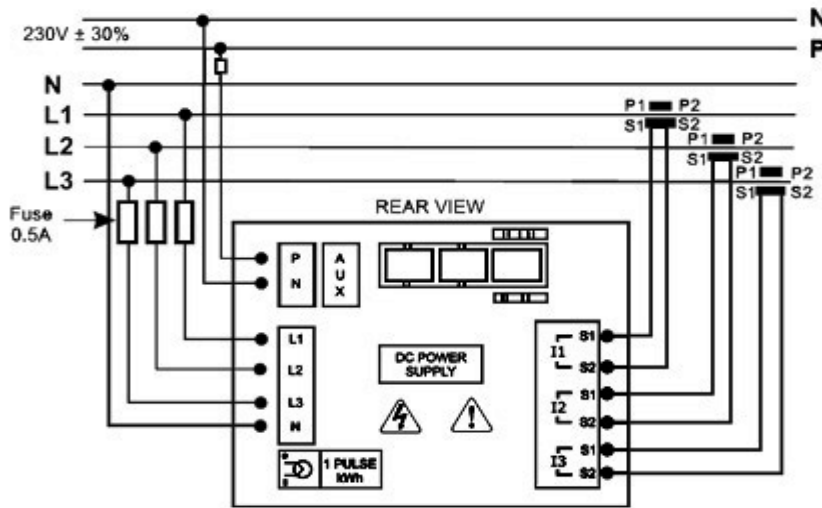 N
230V ± 30%
P
N
L1
P1 P2
S1 S2
L2
P1 P2
S1 S2
L3
P1 P2
S1 S2
Fuse
0.5A
REAR VIEW
P
N
AUX
L1
L2
L3
N
DC POWER
SUPPLY
I1
S1
S2
I2
S1
S2
I3
S1
S2
1 PULSE
kWh